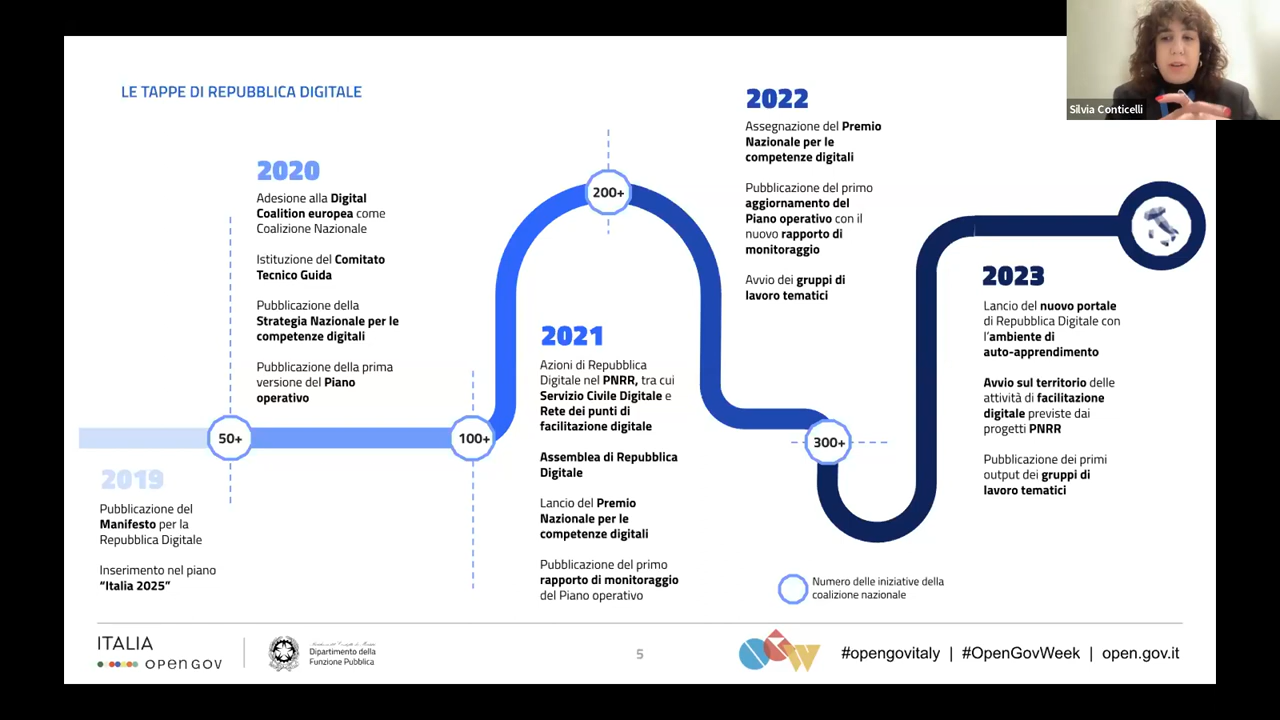 Silvia Conticelli
LE TAPPE DI REPUBBLICA DIGITALE
2019
Pubblicazione del
Manifesto per la
Repubblica Digitale
Inserimento nel piano
“Italia 2025”
50+
2020
Adesione alla Digital
Coalition europea come
Coalizione Nazionale
Istituzione del Comitato
Tecnico Guida
Pubblicazione della
Strategia Nazionale per le
competenze digitali
Pubblicazione della prima
versione del Piano
operativo
100+
2021
Azioni di Repubblica
Digitale nel PNRR, tra cui
Servizio Civile Digitale e
Rete dei punti di
facilitazione digitale
Assemblea di Repubblica
Digitale
Lancio del Premio
Nazionale per le
competenze digitali
Pubblicazione del primo
rapporto di monitoraggio
del Piano operativo
200+
2022
Assegnazione del Premio
Nazionale per le
competenze digitali
Pubblicazione del primo
aggiornamento del
Piano operativo con il
nuovo rapporto di
monitoraggio
Avvio dei gruppi di
lavoro tematici
300+
2023
Lancio del nuovo portale
di Repubblica Digitale con
l’ambiente di
auto-apprendimento
Avvio sul territorio delle
attività di facilitazione
digitale previste dai
progetti PNRR
Pubblicazione dei primi
output dei gruppi di
lavoro tematici
Numero delle iniziative della
coalizione nazionale
ITALIA
OPEN GOV
Dipartimento della
Funzione Pubblica
5
OGW
#opengovitaly | #OpenGovWeek | open.gov.it